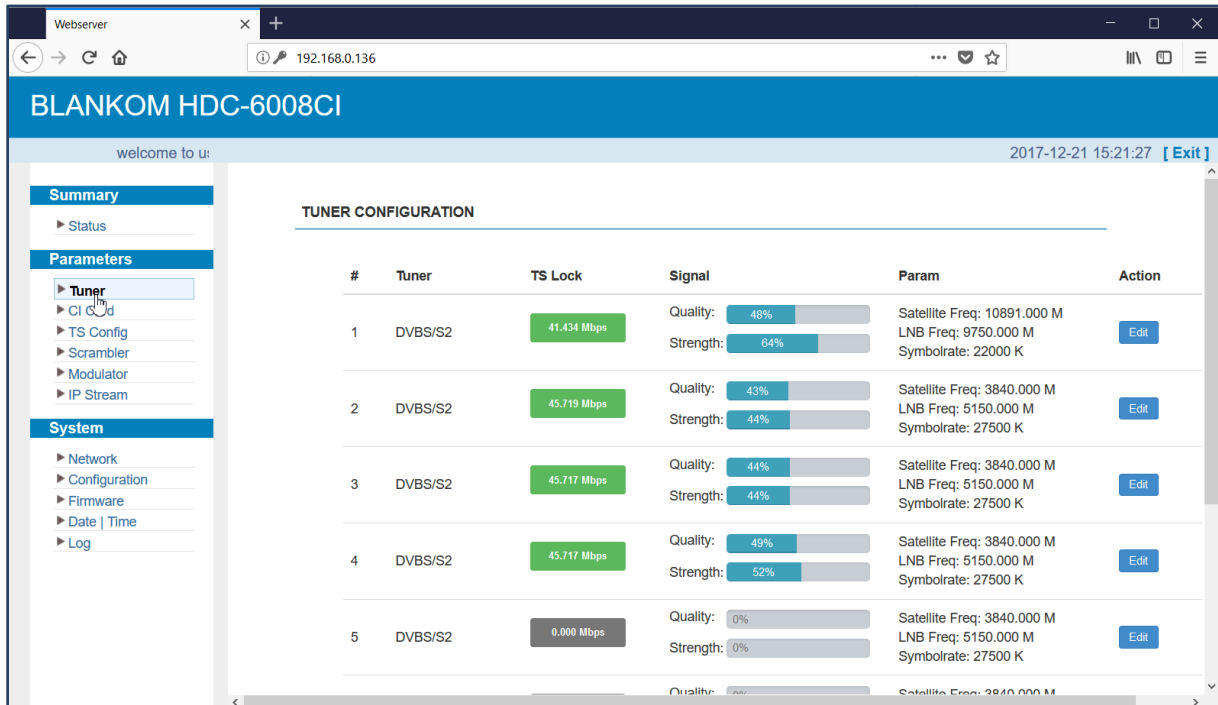 Webserver
192.168.0.136
BLANKOM HDC-6008CI
welcome to u
2017-12-21 15:21:27 [ Exit ]
Summary
Status
Parameters
Tuner
CI C d
TS Config
Scrambler
Modulator
IP Stream
System
Network
Configuration
Firmware
Date | Time
Log
TUNER CONFIGURATION
# Tuner TS Lock Signal Param Action
1 DVBS/S2 41.434 Mbps Edit
Quality: 48%
Strength: 64%
Satellite Freq: 10891.000 M
LNB Freq: 9750.000 M
Symbolrate: 22000 K
2 DVBS/S2 45.719 Mbps Edit
Quality: 43%
Strength: 44%
Satellite Freq: 3840.000 M
LNB Freq: 5150.000 M
Symbolrate: 27500 K
3 DVBS/S2 45.717 Mbps Edit
Quality: 44%
Strength: 44%
Satellite Freq: 3840.000 M
LNB Freq: 5150.000 M
Symbolrate: 27500 K
4 DVBS/S2 45.717 Mbps Edit
Quality: 49%
Strength: 52%
Satellite Freq: 3840.000 M
LNB Freq: 5150.000 M
Symbolrate: 27500 K
5 DVBS/S2 0.000 Mbps Edit
Quality: 0%
Strength: 0%
Satellite Freq: 3840.000 M
LNB Freq: 5150.000 M
Symbolrate: 27500 K
Quality: 0%
Satellite Freq: 3840.000 M